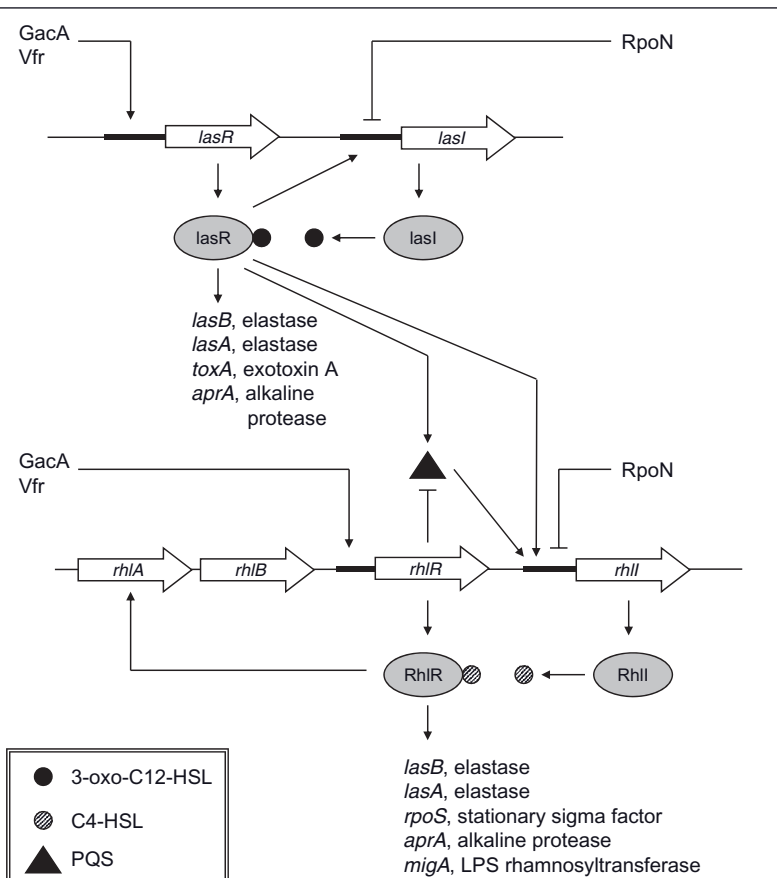 GacA
Vfr
RpoN
lasR
lasI
lasR
lasI
lasB, elastase
lasA, elastase
toxA, exotoxin A
aprA, alkaline
protease
GacA
Vfr
RpoN
rhlA
rhlB
rhlR
rhlI
RhlR
RhlI
3-oxo-C12-HSL
C4-HSL
PQS
lasB, elastase
lasA, elastase
rpoS, stationary sigma factor
aprA, alkaline protease
migA, LPS rhamnosyltransferase